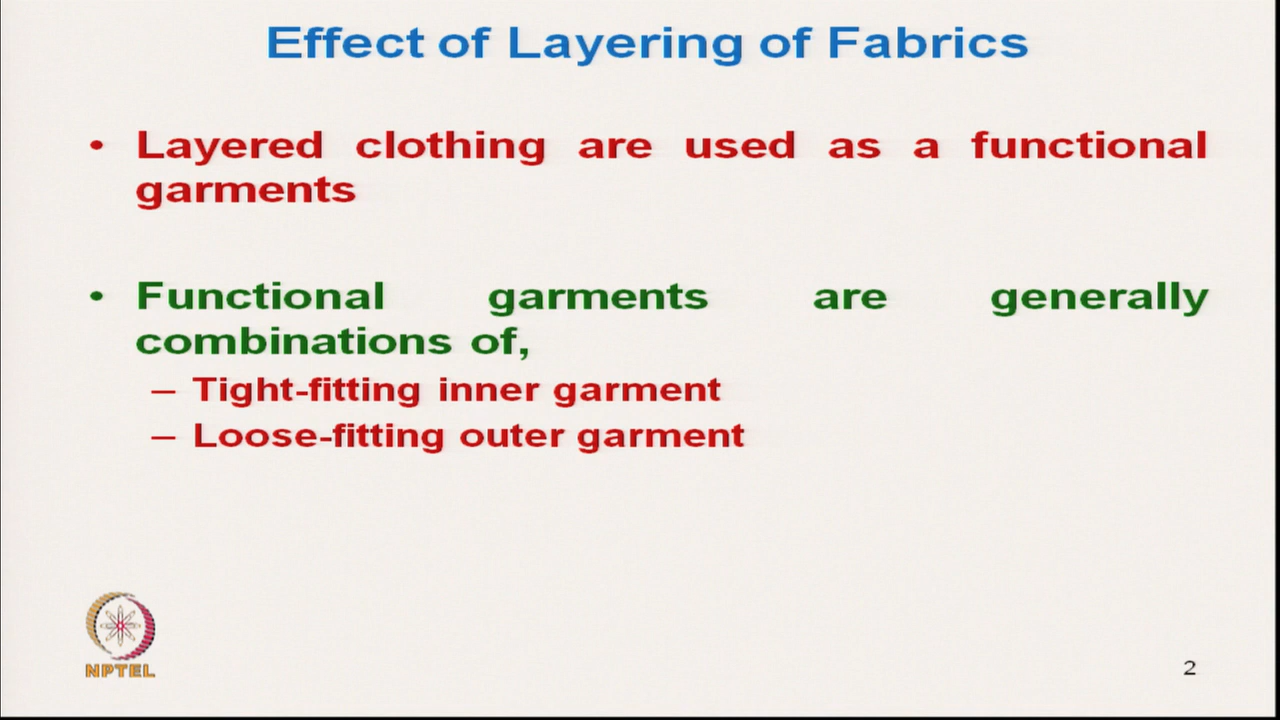 Effect of Layering of Fabrics
• Layered clothing are used as a functional
garments
• Functional garments are generally
combinations of,
– Tight-fitting inner garment
– Loose-fitting outer garment
NPTEL
2